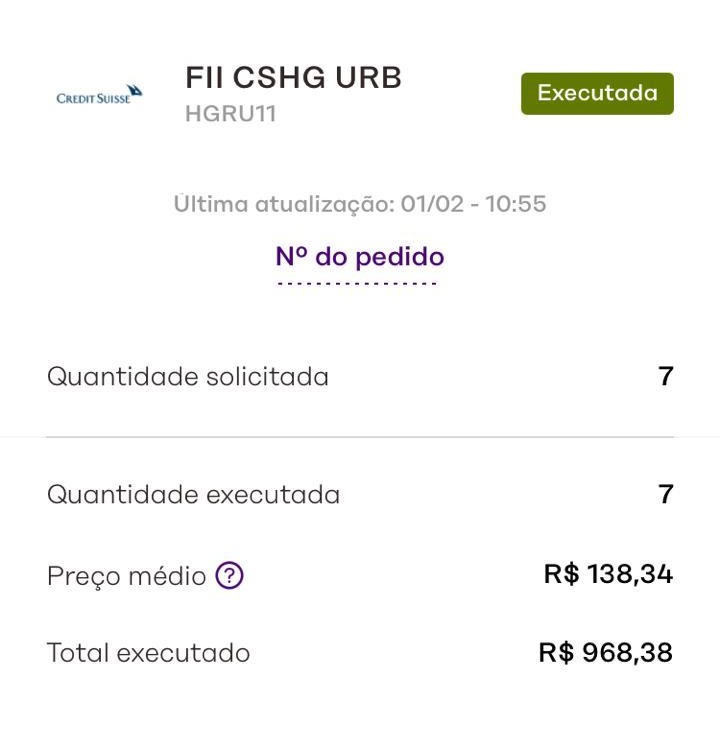 FII CSHG URB
CREDIT SUISSE
HGRU11
Executada
Última atualização: 01/02 - 10:55
Nº do pedido
Quantidade solicitada 7
Quantidade executada 7
Preço médio ? R$ 138,34
Total executado R$ 968,38